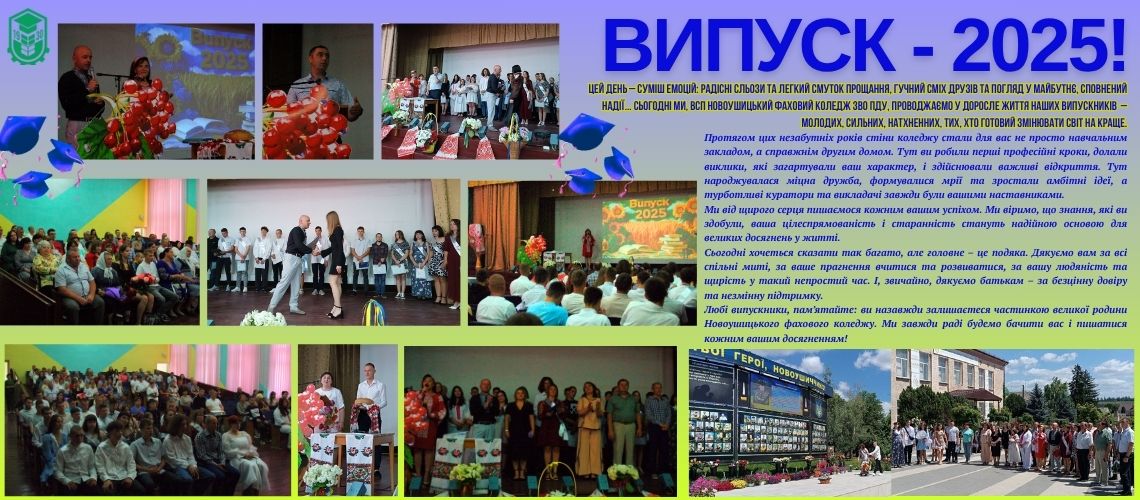 ВИПУСК - 2025!
ЦЕЙ ДЕНЬ – СУМІШ ЕМОЦІЙ: РАДІСНІ СЛЬОЗИ ТА ЛЕГКИЙ СМУТОК ПРОЩАННЯ, ГУЧНИЙ СМІХ ДРУЗІВ ТА ПОГЛЯД У МАЙБУТНЄ, СПОВНЕНИЙ
НАДІЇ... СЬОГОДНІ МИ, ВСП НОВОУШИЦЬКИЙ ФАХОВИЙ КОЛЕДЖ ЗВО ПДУ, ПРОВОДЖАЄМО У ДОРОСЛЕ ЖИТТЯ НАШИХ ВИПУСКНИКІВ –
МОЛОДИХ, СИЛЬНИХ, НАТХНЕННИХ, ТИХ, ХТО ГОТОВИЙ ЗМІНЮВАТИ СВІТ НА КРАЩЕ.
Протягом цих незабутніх років стіни коледжу стали для вас не просто навчальним
закладом, а справжнім другим домом. Тут ви робили перші професійні кроки, долали
виклики, які загартували ваш характер, і здійснювали важливі відкриття. Тут
народжувалася міцна дружба, формувалися мрії та зростали амбітні ідеї, а
турботливі куратори та викладачі завжди були вашими наставниками.
Ми від щирого серця пишаємося кожним вашим успіхом. Ми віримо, що знання, які ви
здобули, ваша цілеспрямованість і старанність стануть надійною основою для
великих досягнень у житті.
Сьогодні хочеться сказати так багато, але головне – це подяка. Дякуємо вам за всі
спільні миті, за ваше прагнення вчитися та розвиватися, за вашу людяність та
щирість у такий непростий час. І, звичайно, дякуємо батькам – за безцінну довіру
та незмінну підтримку.
Любі випускники, пам'ятайте: ви назавжди залишаєтеся частинкою великої родини
Новоушицького фахового коледжу. Ми завжди раді будемо бачити вас і пишатися
кожним вашим досягненням!
Випуск
2025
Випуск
2025
ГЕРОЇ, НОВОУШИЧЧИНО